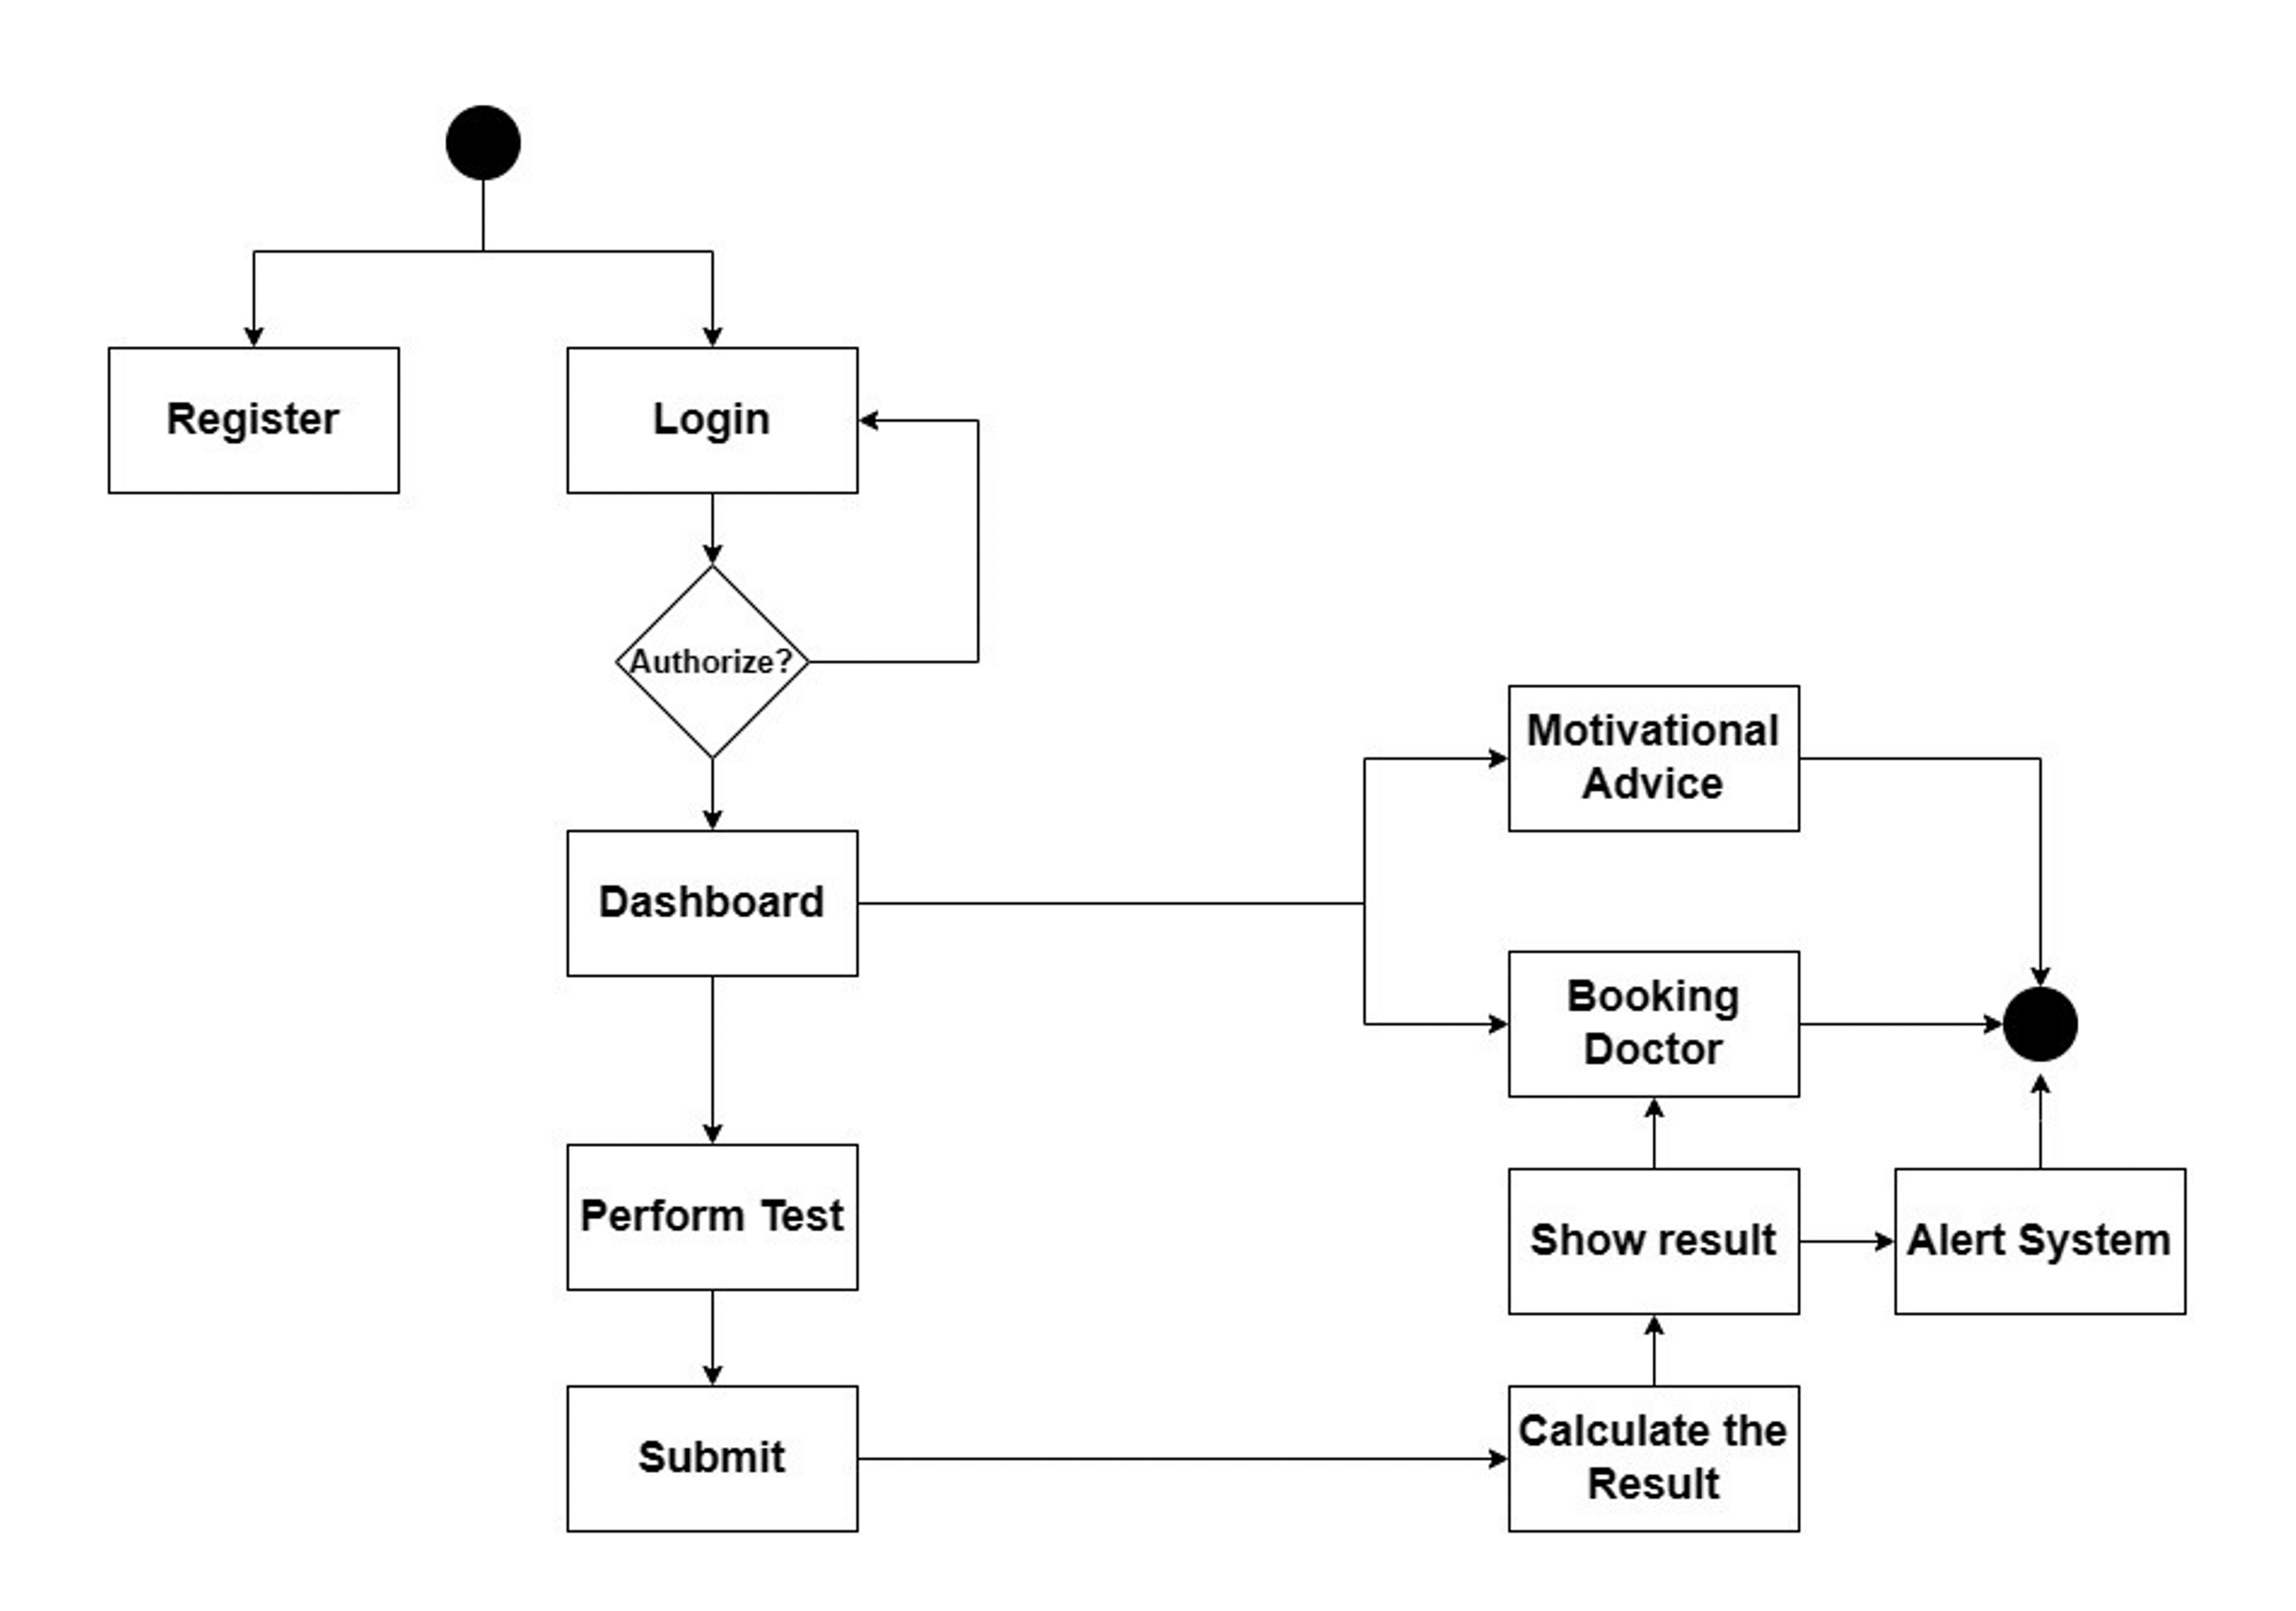 Register
Login
Authorize?
Motivational
Advice
Dashboard
Booking
Doctor
Perform Test
Show result
Alert System
Submit
Calculate the
Result